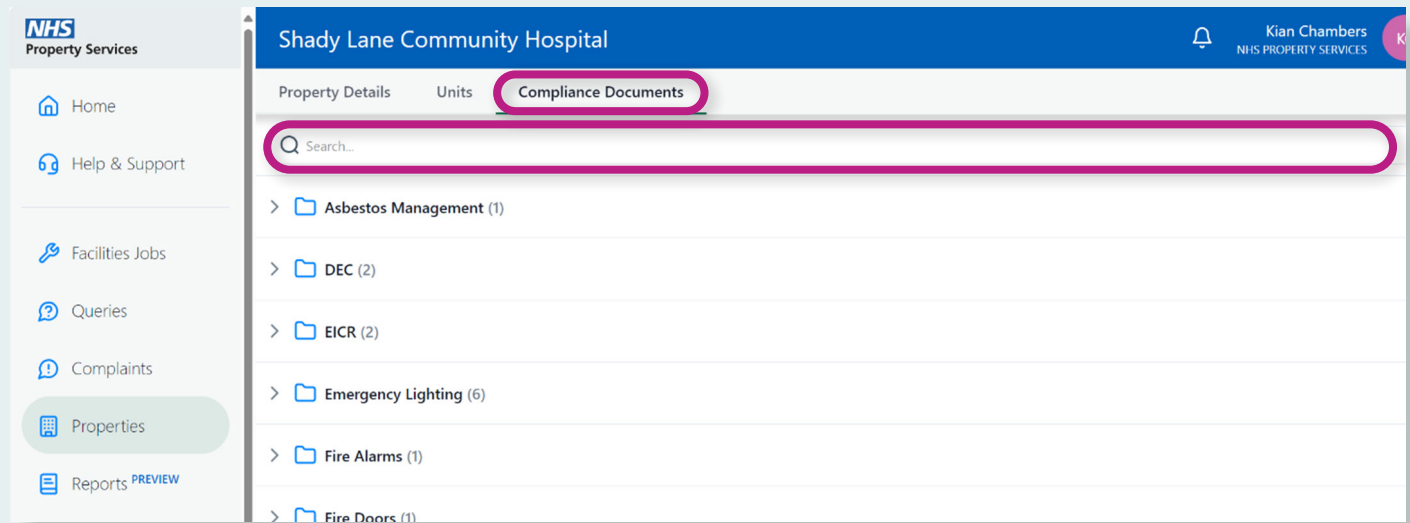 NHS
Property Services
Shady Lane Community Hospital
Kian Chambers
NHS PROPERTY SERVICES
Property Details Units Compliance Documents
Search...
Home
Help & Support
Facilities Jobs
Queries
Complaints
Properties
Reports PREVIEW
Asbestos Management (1)
DEC (2)
EICR (2)
Emergency Lighting (6)
Fire Alarms (1)
Fire Doors (1)